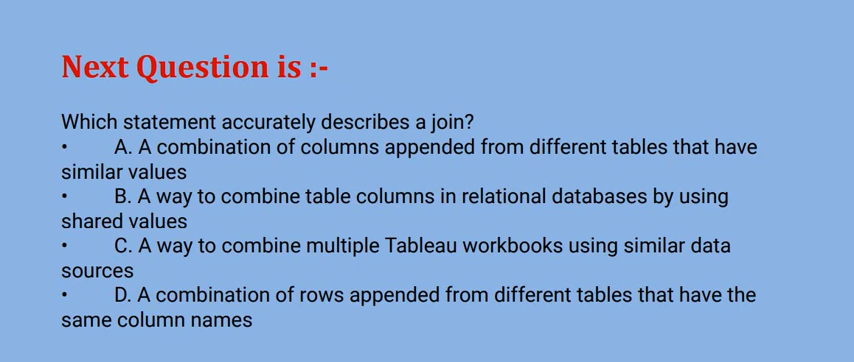 Next Question is :-
Which statement accurately describes a join?
• A. A combination of columns appended from different tables that have
similar values
• B. A way to combine table columns in relational databases by using
shared values
• C. A way to combine multiple Tableau workbooks using similar data
sources
• D. A combination of rows appended from different tables that have the
same column names